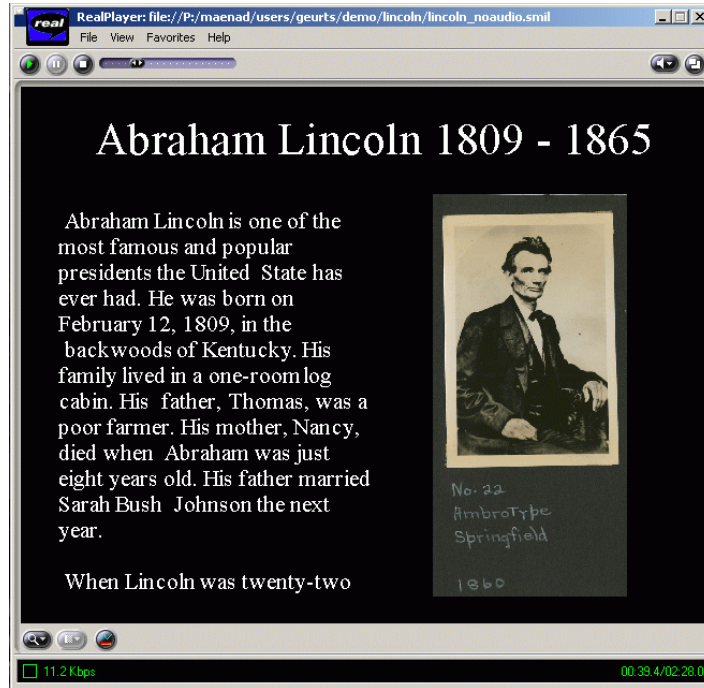 real
RealPlayer: file://P:/maenad/users/geurts/demo/lincoln/lincoln_noaudio.smil
File View Favorites Help
Abraham Lincoln 1809 - 1865
Abraham Lincoln is one of the
most famous and popular
presidents the United State has
ever had. He was born on
February 12, 1809, in the
backwoods of Kentucky. His
family lived in a one-room log
cabin. His father, Thomas, was a
poor farmer. His mother, Nancy,
died when Abraham was just
eight years old. His father married
Sarah Bush Johnson the next
year.
When Lincoln was twenty-two
No. 22
AmbroType
Springfield
1860
11.2 Kbps 00:39.4/02:28.0